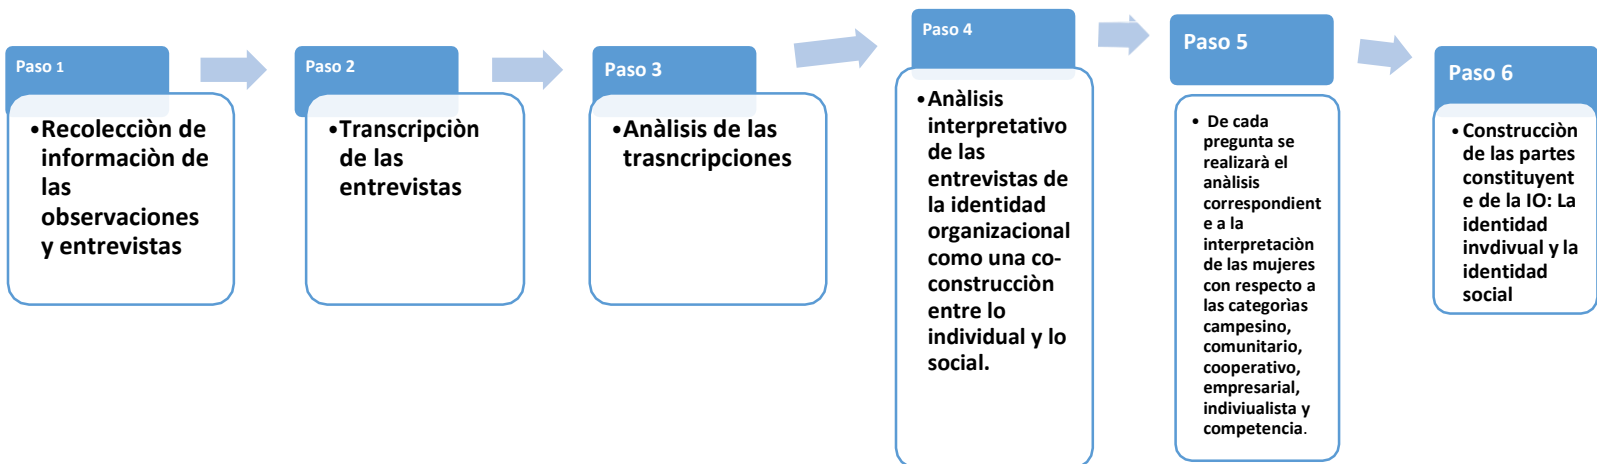 Paso 1
•Recolecciòn de
informaciòn de
las
observaciones
y entrevistas
Paso 2
•Transcripciòn
de las
entrevistas
Paso 3
•Anàlisis de las
trasncripciones
Paso 4
•Anàlisis
interpretativo
de las
entrevistas de
la identidad
organizacional
como una co-
construcciòn
entre lo
individual y lo
social.
Paso 5
• De cada
pregunta se
realizarà el
anàlisis
correspondient
e a la
interpretaciòn
de las mujeres
con respecto a
las categorìas
campesino,
comunitario,
cooperativo,
empresarial,
indiviualista y
competencia.
Paso 6
•Construcciòn
de las partes
constituyent
e de la IO: La
identidad
invdivual y la
identidad
social